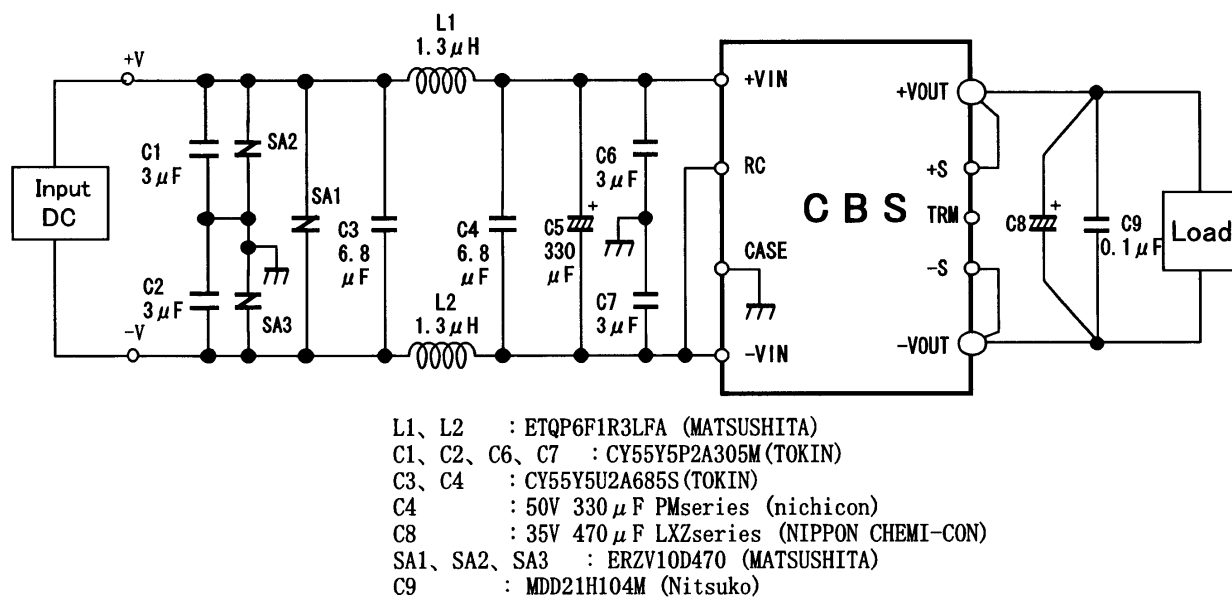 L1
1.3μH
+V
+VIN
+VOUT
C1
3μF
SA2
C6
3μF
RC
+S
Input
DC
SA1
C3
6.8
μF
C4
6.8
μF
C5
+
330
μF
CBS
TRM
C8
+
C9
0.1μF
Load
CASE
-S
C2
3μF
SA3
L2
1.3μH
C7
3μF
-V
-VIN
-VOUT
L1、L2 : ETQP6F1R3LFA (MATSUSHITA)
C1、C2、C6、C7 : CY55Y5P2A305M(TOKIN)
C3、C4 : CY55Y5U2A685S(TOKIN)
C4 : 50V 330μF PMseries (nichicon)
C8 : 35V 470μF LXZseries (NIPPON CHEMI-CON)
SA1、SA2、SA3 : ERZV10D470 (MATSUSHITA)
C9 : MDD21H104M (Nitsuko)